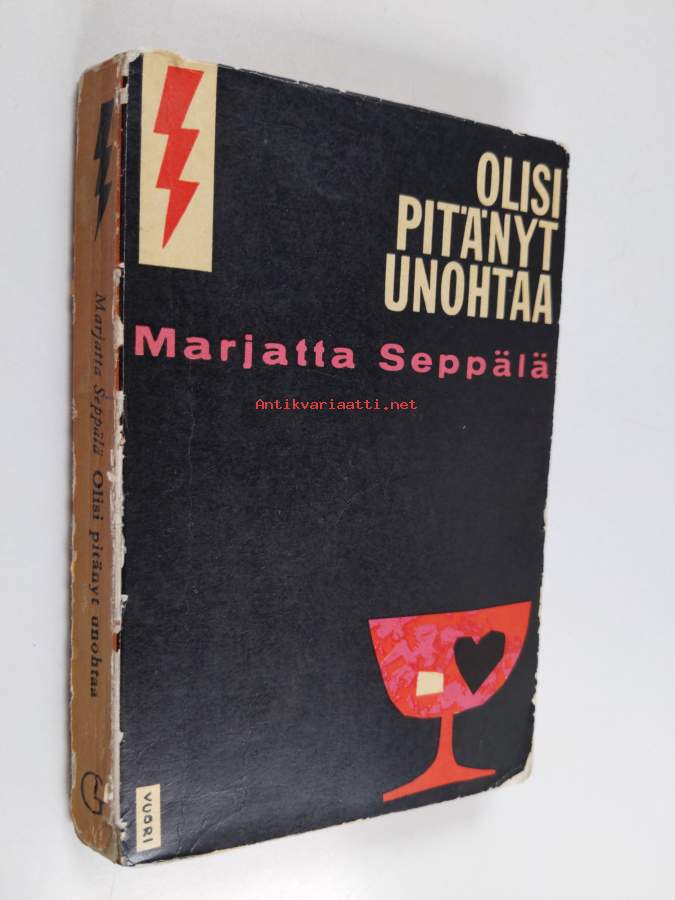 OLISI
PITÄNYT
UNOHTAA
Marjatta Seppälä
Antikvariaatti.net
VUORI
Marjatta Seppälä Olisi pitänyt unohtaa